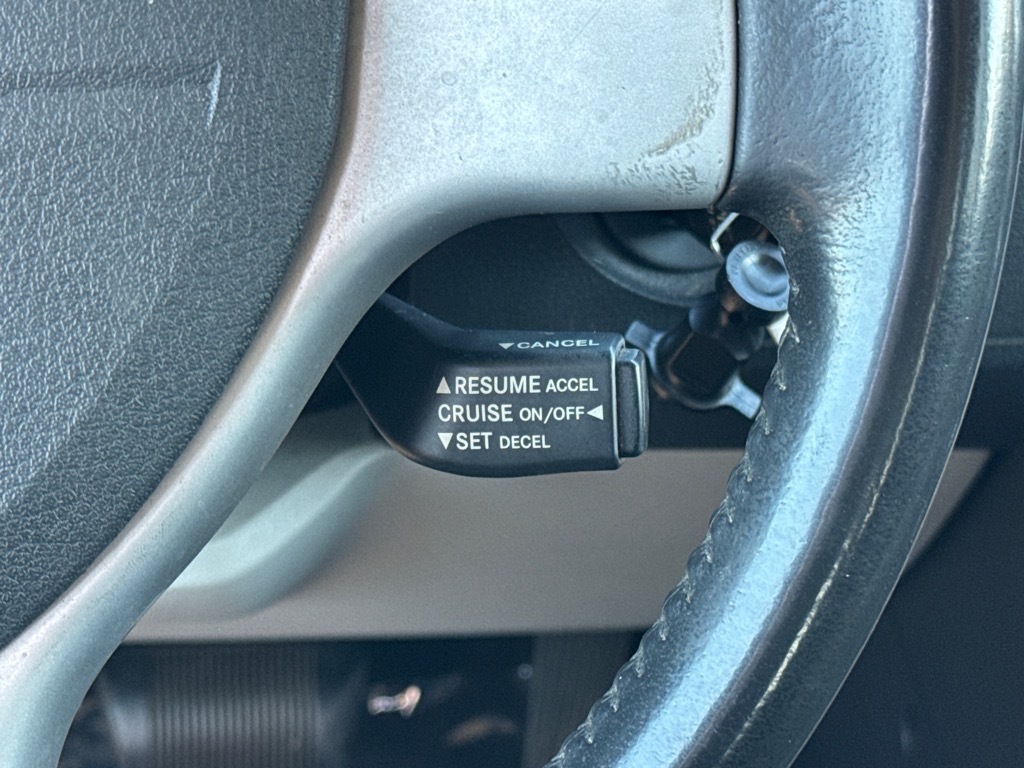 ▼CANCEL
▲RESUME ACCEL
CRUISE ON/OFF◀
▼SET DECEL